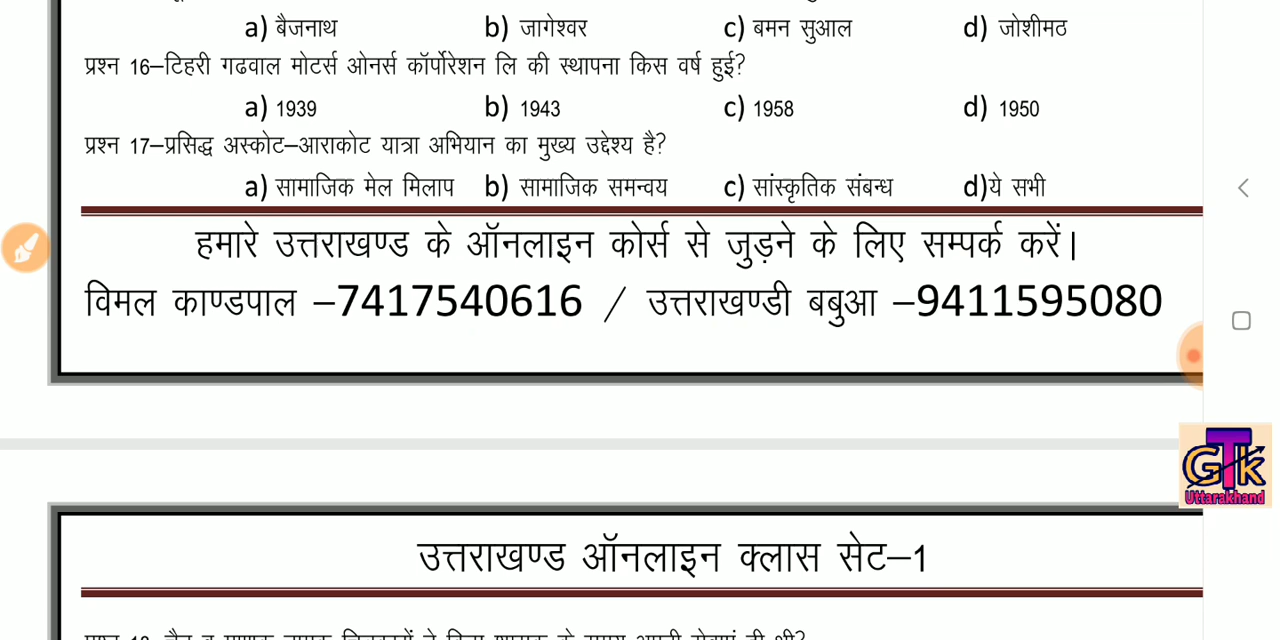 a) बैजनाथ b) जागेश्वर c) बमन सुआल d) जोशीमठ
प्रश्न 16–टिहरी गढवाल मोटर्स ओनर्स कॉर्पोरेशन लि की स्थापना किस वर्ष हुई?
a) 1939 b) 1943 c) 1958 d) 1950
प्रश्न 17–प्रसिद्ध अस्कोट–आराकोट यात्रा अभियान का मुख्य उद्देश्य है?
a) सामाजिक मेल मिलाप b) सामाजिक समन्वय c) सांस्कृतिक संबन्ध d)ये सभी
हमारे उत्तराखण्ड के ऑनलाइन कोर्स से जुड़ने के लिए सम्पर्क करें।
विमल काण्डपाल –7417540616 / उत्तराखण्डी बबुआ –9411595080
GTk
Uttarakhand
उत्तराखण्ड ऑनलाइन क्लास सेट–1